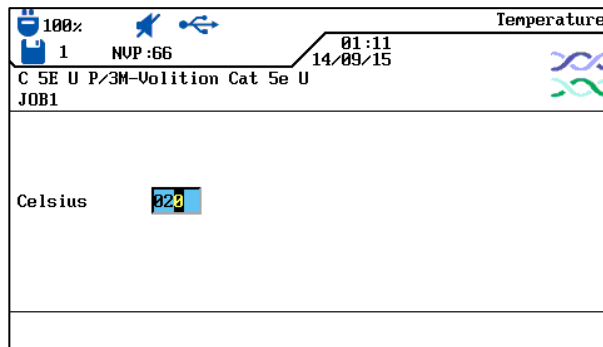 100% Temperature
1 NVP:66 01:11
14/09/15
C 5E U P/3M-Volition Cat 5e U
JOB1
Celsius 020